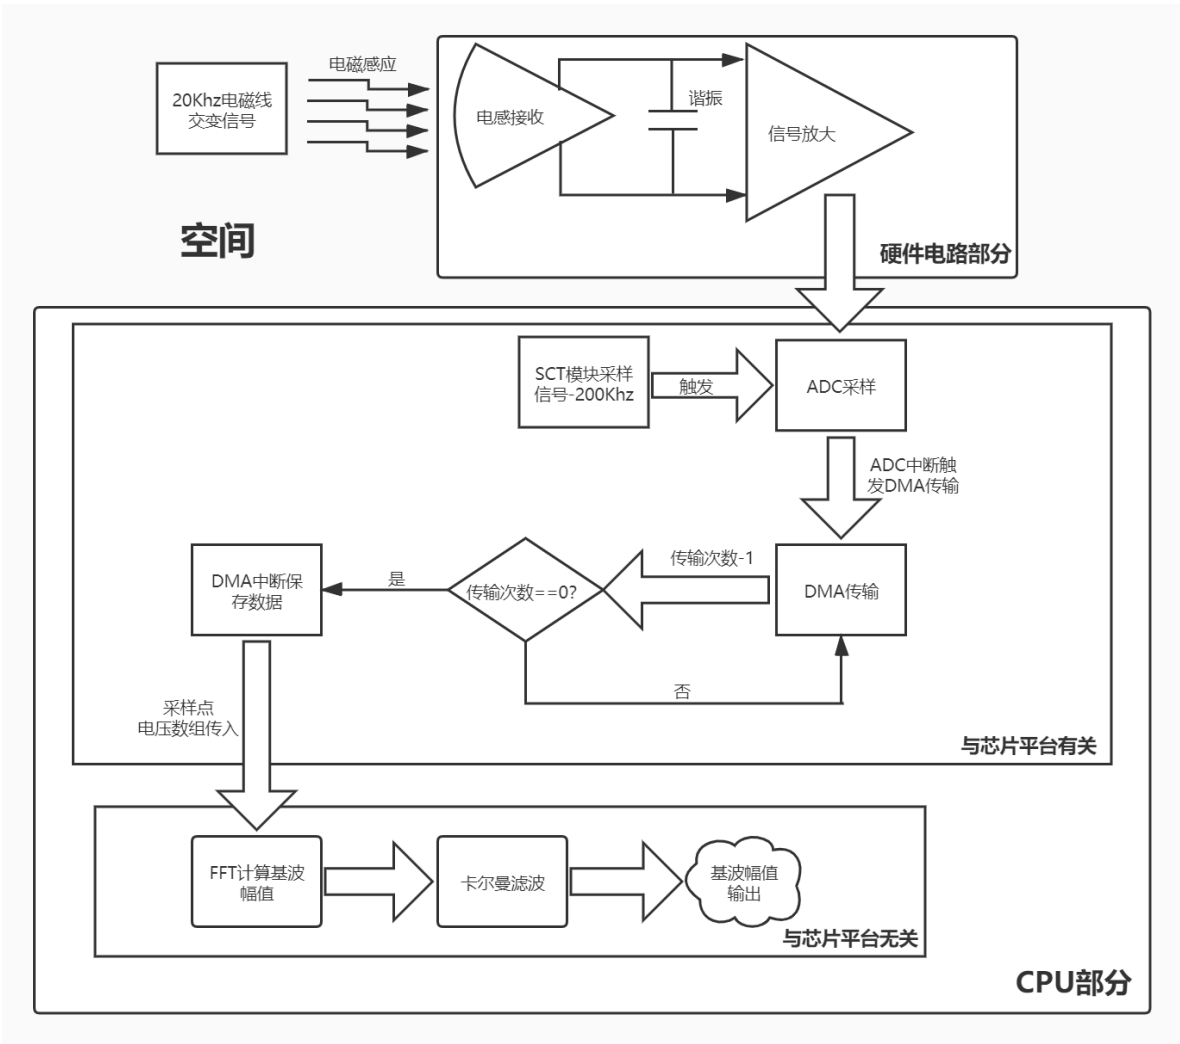 电磁感应
20Khz电磁线
交变信号
电感接收
谐振
信号放大
空间
硬件电路部分
SCT模块采样
信号-200Khz
触发
ADC采样
ADC中断触
发DMA传输
DMA中断保
存数据
是
传输次数==0?
传输次数-1
DMA传输
否
采样点
电压数组传入
与芯片平台有关
FFT计算基波
幅值
卡尔曼滤波
基波幅值
输出
与芯片平台无关
CPU部分